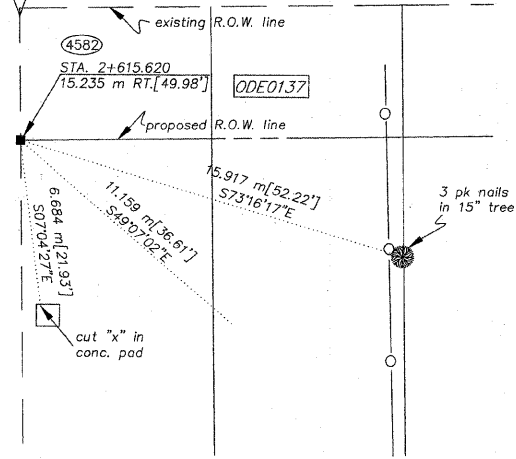 existing R.O.W. line
4582
STA. 2+615.620
15.235 m RT.[49.98']
ODE0137
proposed R.O.W. line
15.917 m[52.22']
S73°16'17"E
11.159 m[36.61']
S49°07'02"E
6.684 m[21.93']
S07°04'27"E
3 pk nails
in 15" tree
cut "x" in
conc. pad